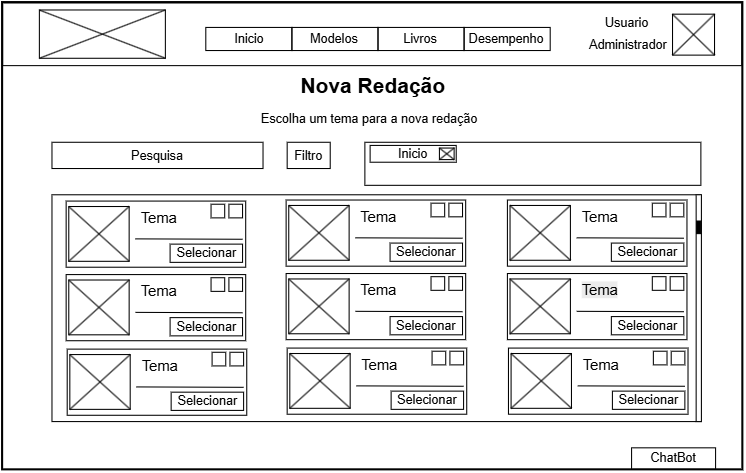 Usuario
Administrador
Inicio
Modelos
Livros
Desempenho
Nova Redação
Escolha um tema para a nova redação
Pesquisa
Filtro
Inicio
Tema
Selecionar
Tema
Selecionar
Tema
Selecionar
Tema
Selecionar
Tema
Selecionar
Tema
Selecionar
Tema
Selecionar
Tema
Selecionar
Tema
Selecionar
ChatBot